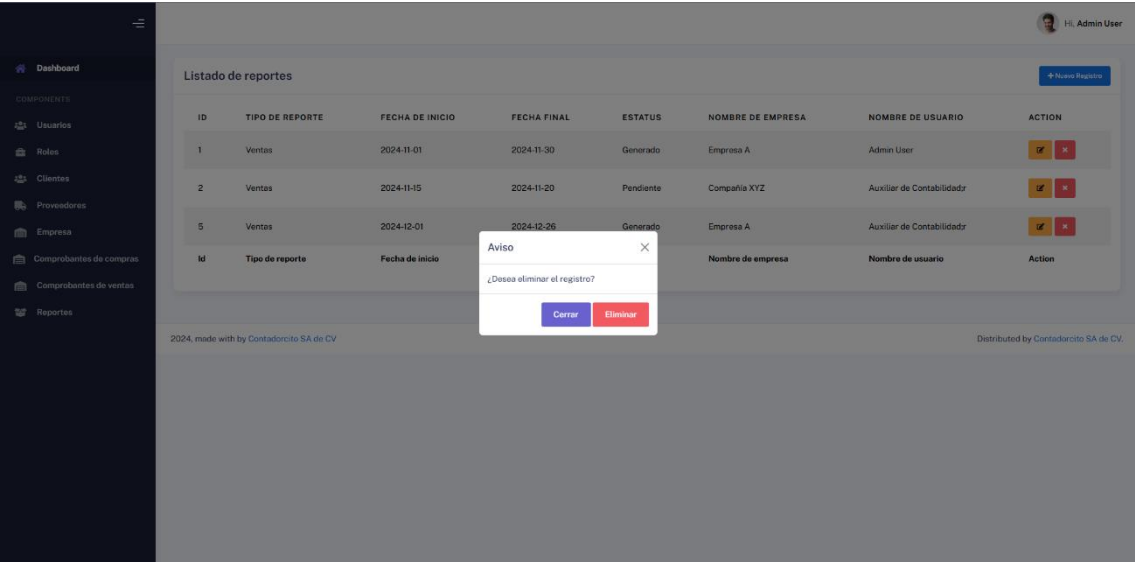 Hi, Admin User
Dashboard
COMPONENTS
Usuarios
Roles
Clientes
Proveedores
Empresa
Comprobantes de compras
Comprobantes de ventas
Reportes
Listado de reportes
+ Nuevo Registro
ID TIPO DE REPORTE FECHA DE INICIO FECHA FINAL ESTATUS NOMBRE DE EMPRESA NOMBRE DE USUARIO ACTION
1 Ventas 2024-11-01 2024-11-30 Generado Empresa A Admin User
2 Ventas 2024-11-15 2024-11-20 Pendiente Compañía XYZ Auxiliar de Contabilidad;r
5 Ventas 2024-12-01 2024-12-26 Generado Empresa A Auxiliar de Contabilidad;r
Id Tipo de reporte Fecha de inicio Nombre de empresa Nombre de usuario Action
Aviso
¿Desea eliminar el registro?
Cerrar Eliminar
2024, made with by Contadorcito SA de CV
Distributed by Contadorcito SA de CV.